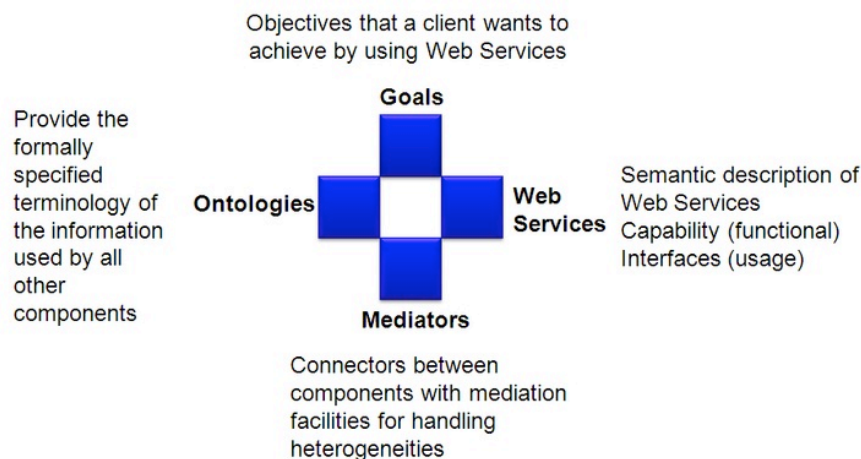 Objectives that a client wants to
achieve by using Web Services
Goals
Provide the
formally
specified
terminology of
the information
used by all
other
components
Ontologies
Web
Services
Semantic description of
Web Services
Capability (functional)
Interfaces (usage)
Mediators
Connectors between
components with mediation
facilities for handling
heterogeneities